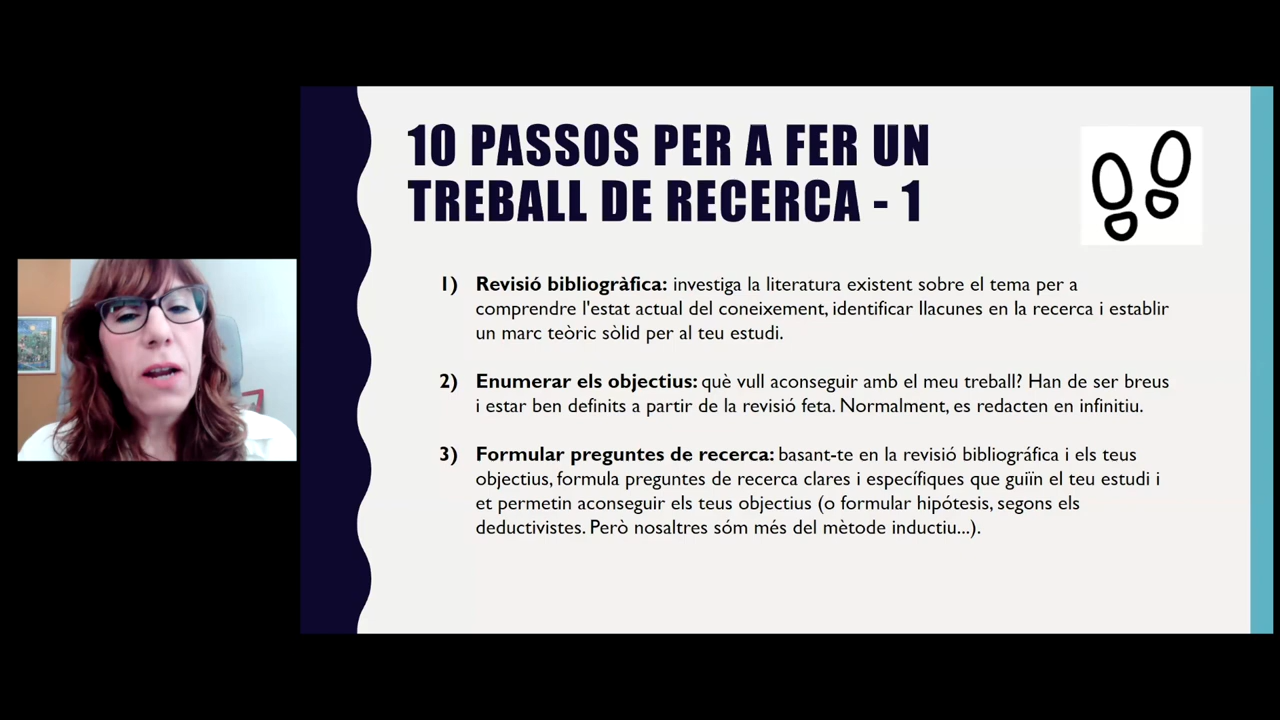 10 PASSOS PER A FER UN
TREBALL DE RECERCA - 1
1) Revisió bibliogràfica: investiga la literatura existent sobre el tema per a
comprendre l'estat actual del coneixement, identificar llacunes en la recerca i establir
un marc teòric sòlid per al teu estudi.
2) Enumerar els objectius: què vull aconseguir amb el meu treball? Han de ser breus
i estar ben definits a partir de la revisió feta. Normalment, es redacten en infinitiu.
3) Formular preguntes de recerca: basant-te en la revisió bibliográfica i els teus
objectius, formula preguntes de recerca clares i específiques que guiïn el teu estudi i
et permetin aconseguir els teus objectius (o formular hipótesis, segons els
deductivistes. Però nosaltres sóm més del mètode inductiu...).